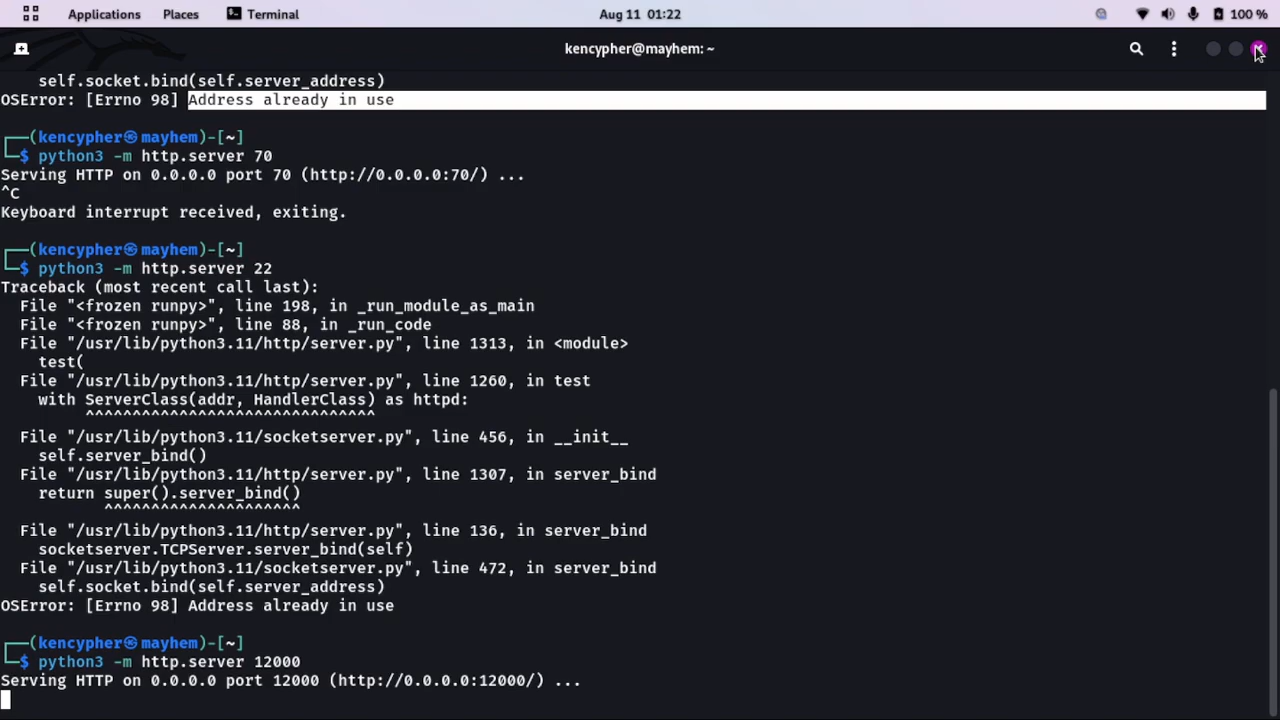 Applications Places Terminal Aug 11 01:22 100 %
kencypher@mayhem: ~
self.socket.bind(self.server_address)
OSError: [Errno 98] Address already in use
┌──(kencypher㉿mayhem)-[~]
└─$ python3 -m http.server 70
Serving HTTP on 0.0.0.0 port 70 (http://0.0.0.0:70/) ...
^C
Keyboard interrupt received, exiting.
┌──(kencypher㉿mayhem)-[~]
└─$ python3 -m http.server 22
Traceback (most recent call last):
File "<frozen runpy>", line 198, in _run_module_as_main
File "<frozen runpy>", line 88, in _run_code
File "/usr/lib/python3.11/http/server.py", line 1313, in <module>
test(
File "/usr/lib/python3.11/http/server.py", line 1260, in test
with ServerClass(addr, HandlerClass) as httpd:
^^^^^^^^^^^^^^^^^^^^^^^^^^^^^^^
File "/usr/lib/python3.11/socketserver.py", line 456, in __init__
self.server_bind()
File "/usr/lib/python3.11/http/server.py", line 1307, in server_bind
return super().server_bind()
^^^^^^^^^^^^^^^^^^^^^
File "/usr/lib/python3.11/http/server.py", line 136, in server_bind
socketserver.TCPServer.server_bind(self)
File "/usr/lib/python3.11/socketserver.py", line 472, in server_bind
self.socket.bind(self.server_address)
OSError: [Errno 98] Address already in use
┌──(kencypher㉿mayhem)-[~]
└─$ python3 -m http.server 12000
Serving HTTP on 0.0.0.0 port 12000 (http://0.0.0.0:12000/) ...